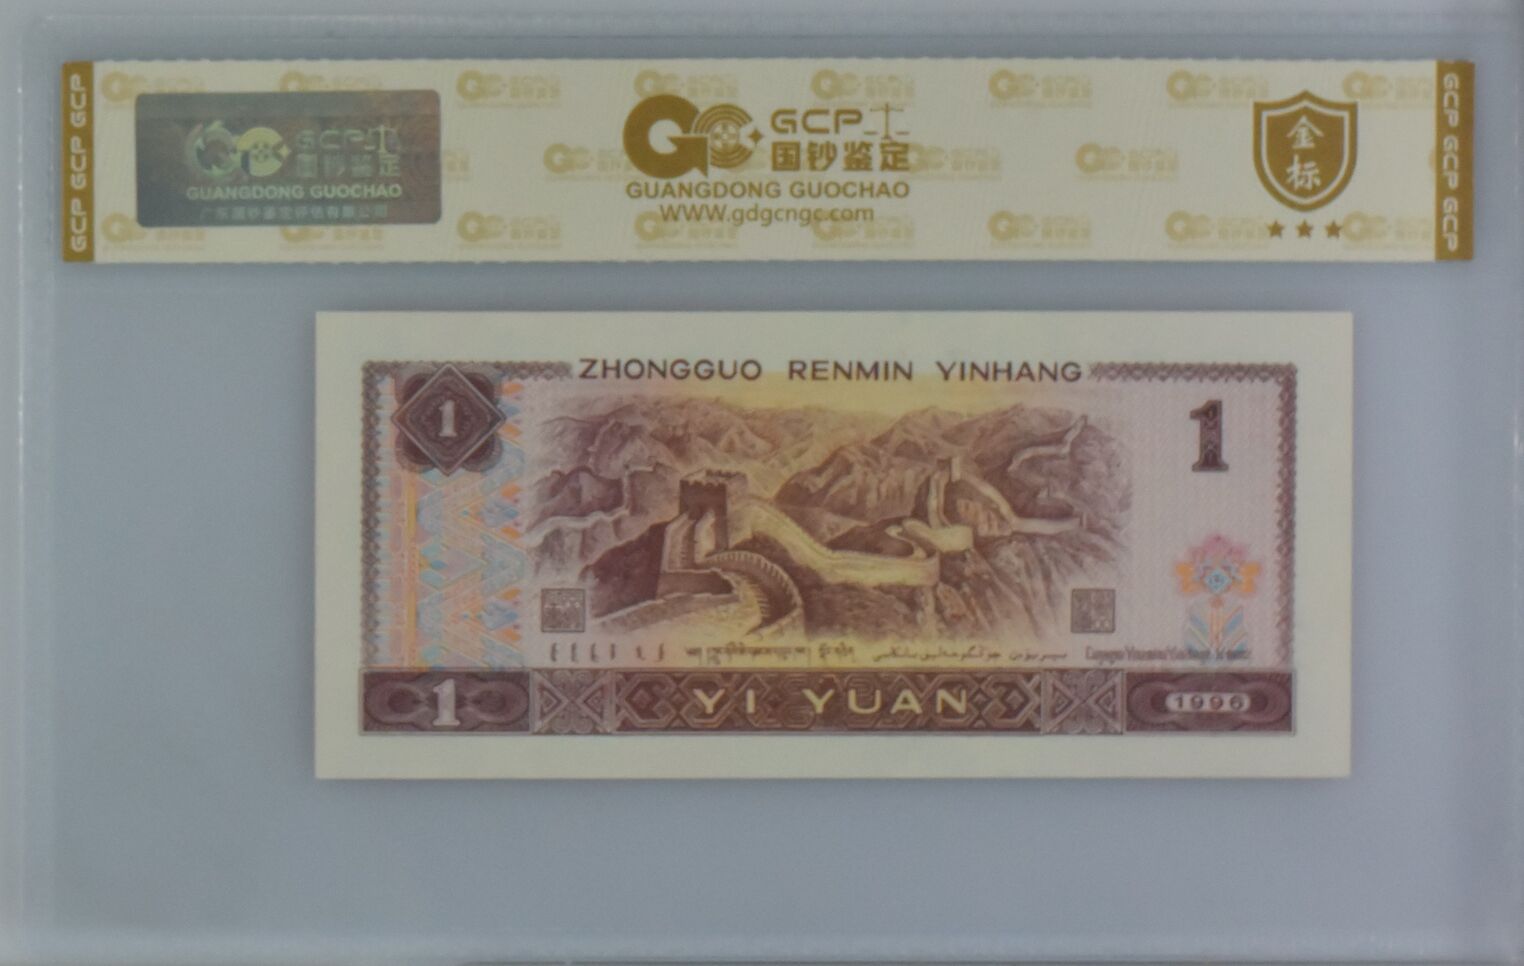 GCP GCP GCP
GCP
国钞鉴定
GUANGDONG GUOCHAO
广东国钞鉴定评估有限公司
GCP
国钞鉴定
GUANGDONG GUOCHAO
WWW.gdgcngc.com
金
标
GCP GCP GCP
ZHONGGUO RENMIN YINHANG
1
1
1
YI YUAN
1996